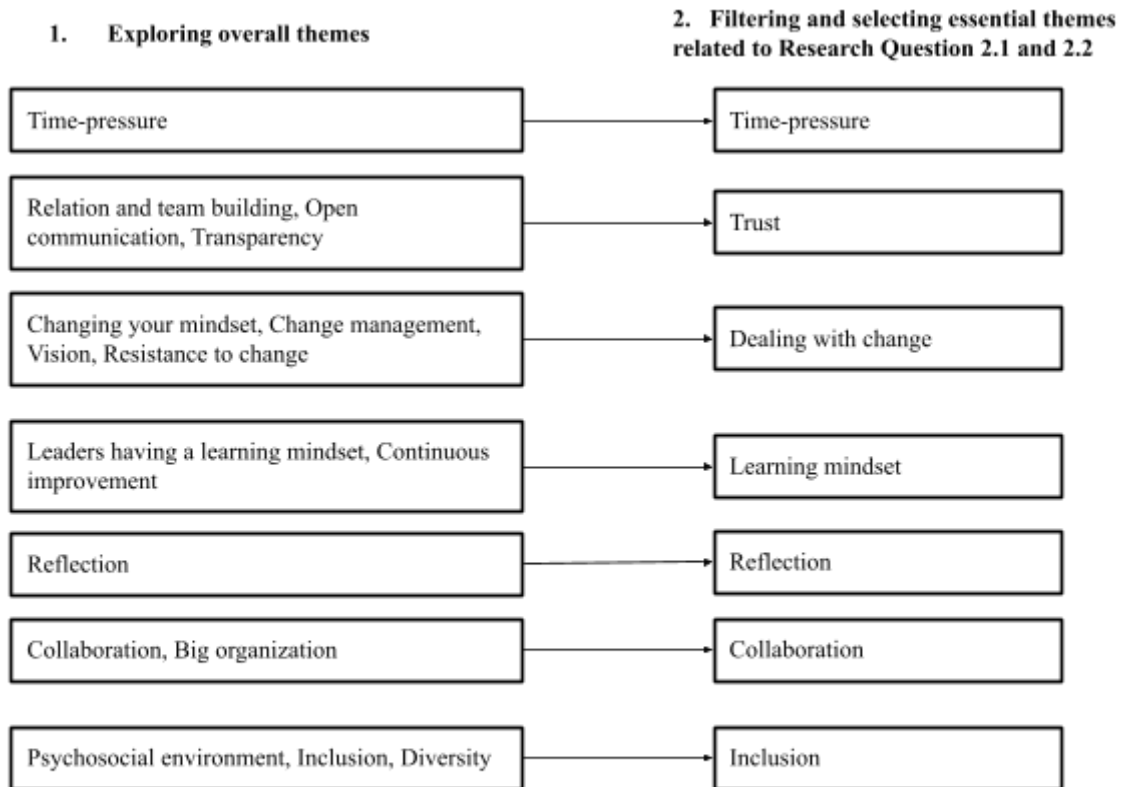 1. Exploring overall themes
2. Filtering and selecting essential themes
related to Research Question 2.1 and 2.2
Time-pressure
Time-pressure
Relation and team building, Open
communication, Transparency
Trust
Changing your mindset, Change management,
Vision, Resistance to change
Dealing with change
Leaders having a learning mindset, Continuous
improvement
Learning mindset
Reflection
Reflection
Collaboration, Big organization
Collaboration
Psychosocial environment, Inclusion, Diversity
Inclusion